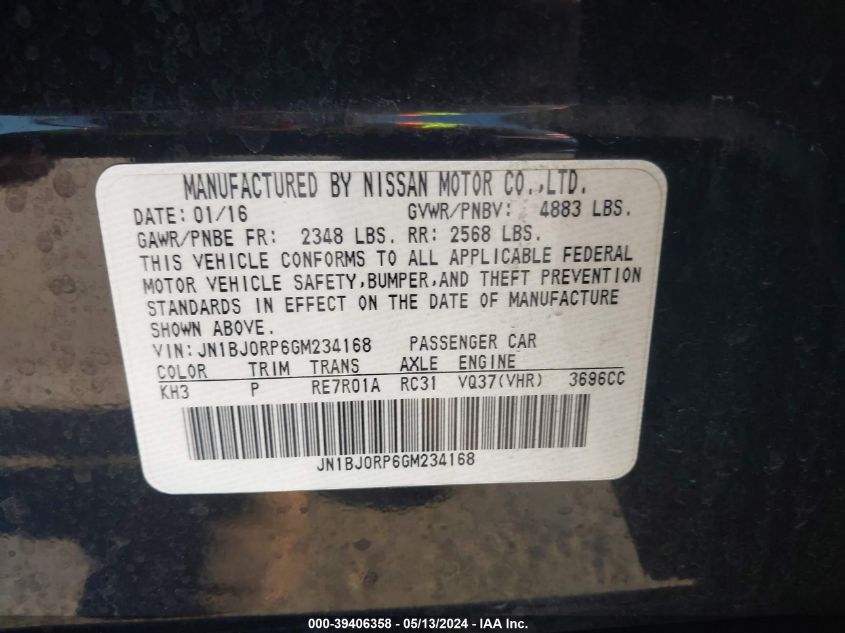 MANUFACTURED BY NISSAN MOTOR CO.,LTD.
DATE: 01/16 GVWR/PNBV: 4883 LBS.
GAWR/PNBE FR: 2348 LBS. RR: 2568 LBS.
THIS VEHICLE CONFORMS TO ALL APPLICABLE FEDERAL
MOTOR VEHICLE SAFETY,BUMPER,AND THEFT PREVENTION
STANDARDS IN EFFECT ON THE DATE OF MANUFACTURE
SHOWN ABOVE.
VIN: JN1BJ0RP6GM234168 PASSENGER CAR
COLOR TRIM TRANS AXLE ENGINE
KH3 P RE7R01A RC31 VQ37(VHR) 3696CC
JN1BJ0RP6GM234168
000-39406358 - 05/13/2024 - IAA Inc.